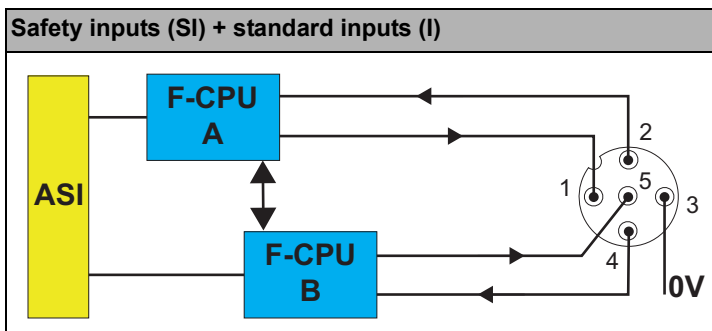 Safety inputs (SI) + standard inputs (I)
F-CPU
A
2
1
5
3
ASI
F-CPU
B
4
0V